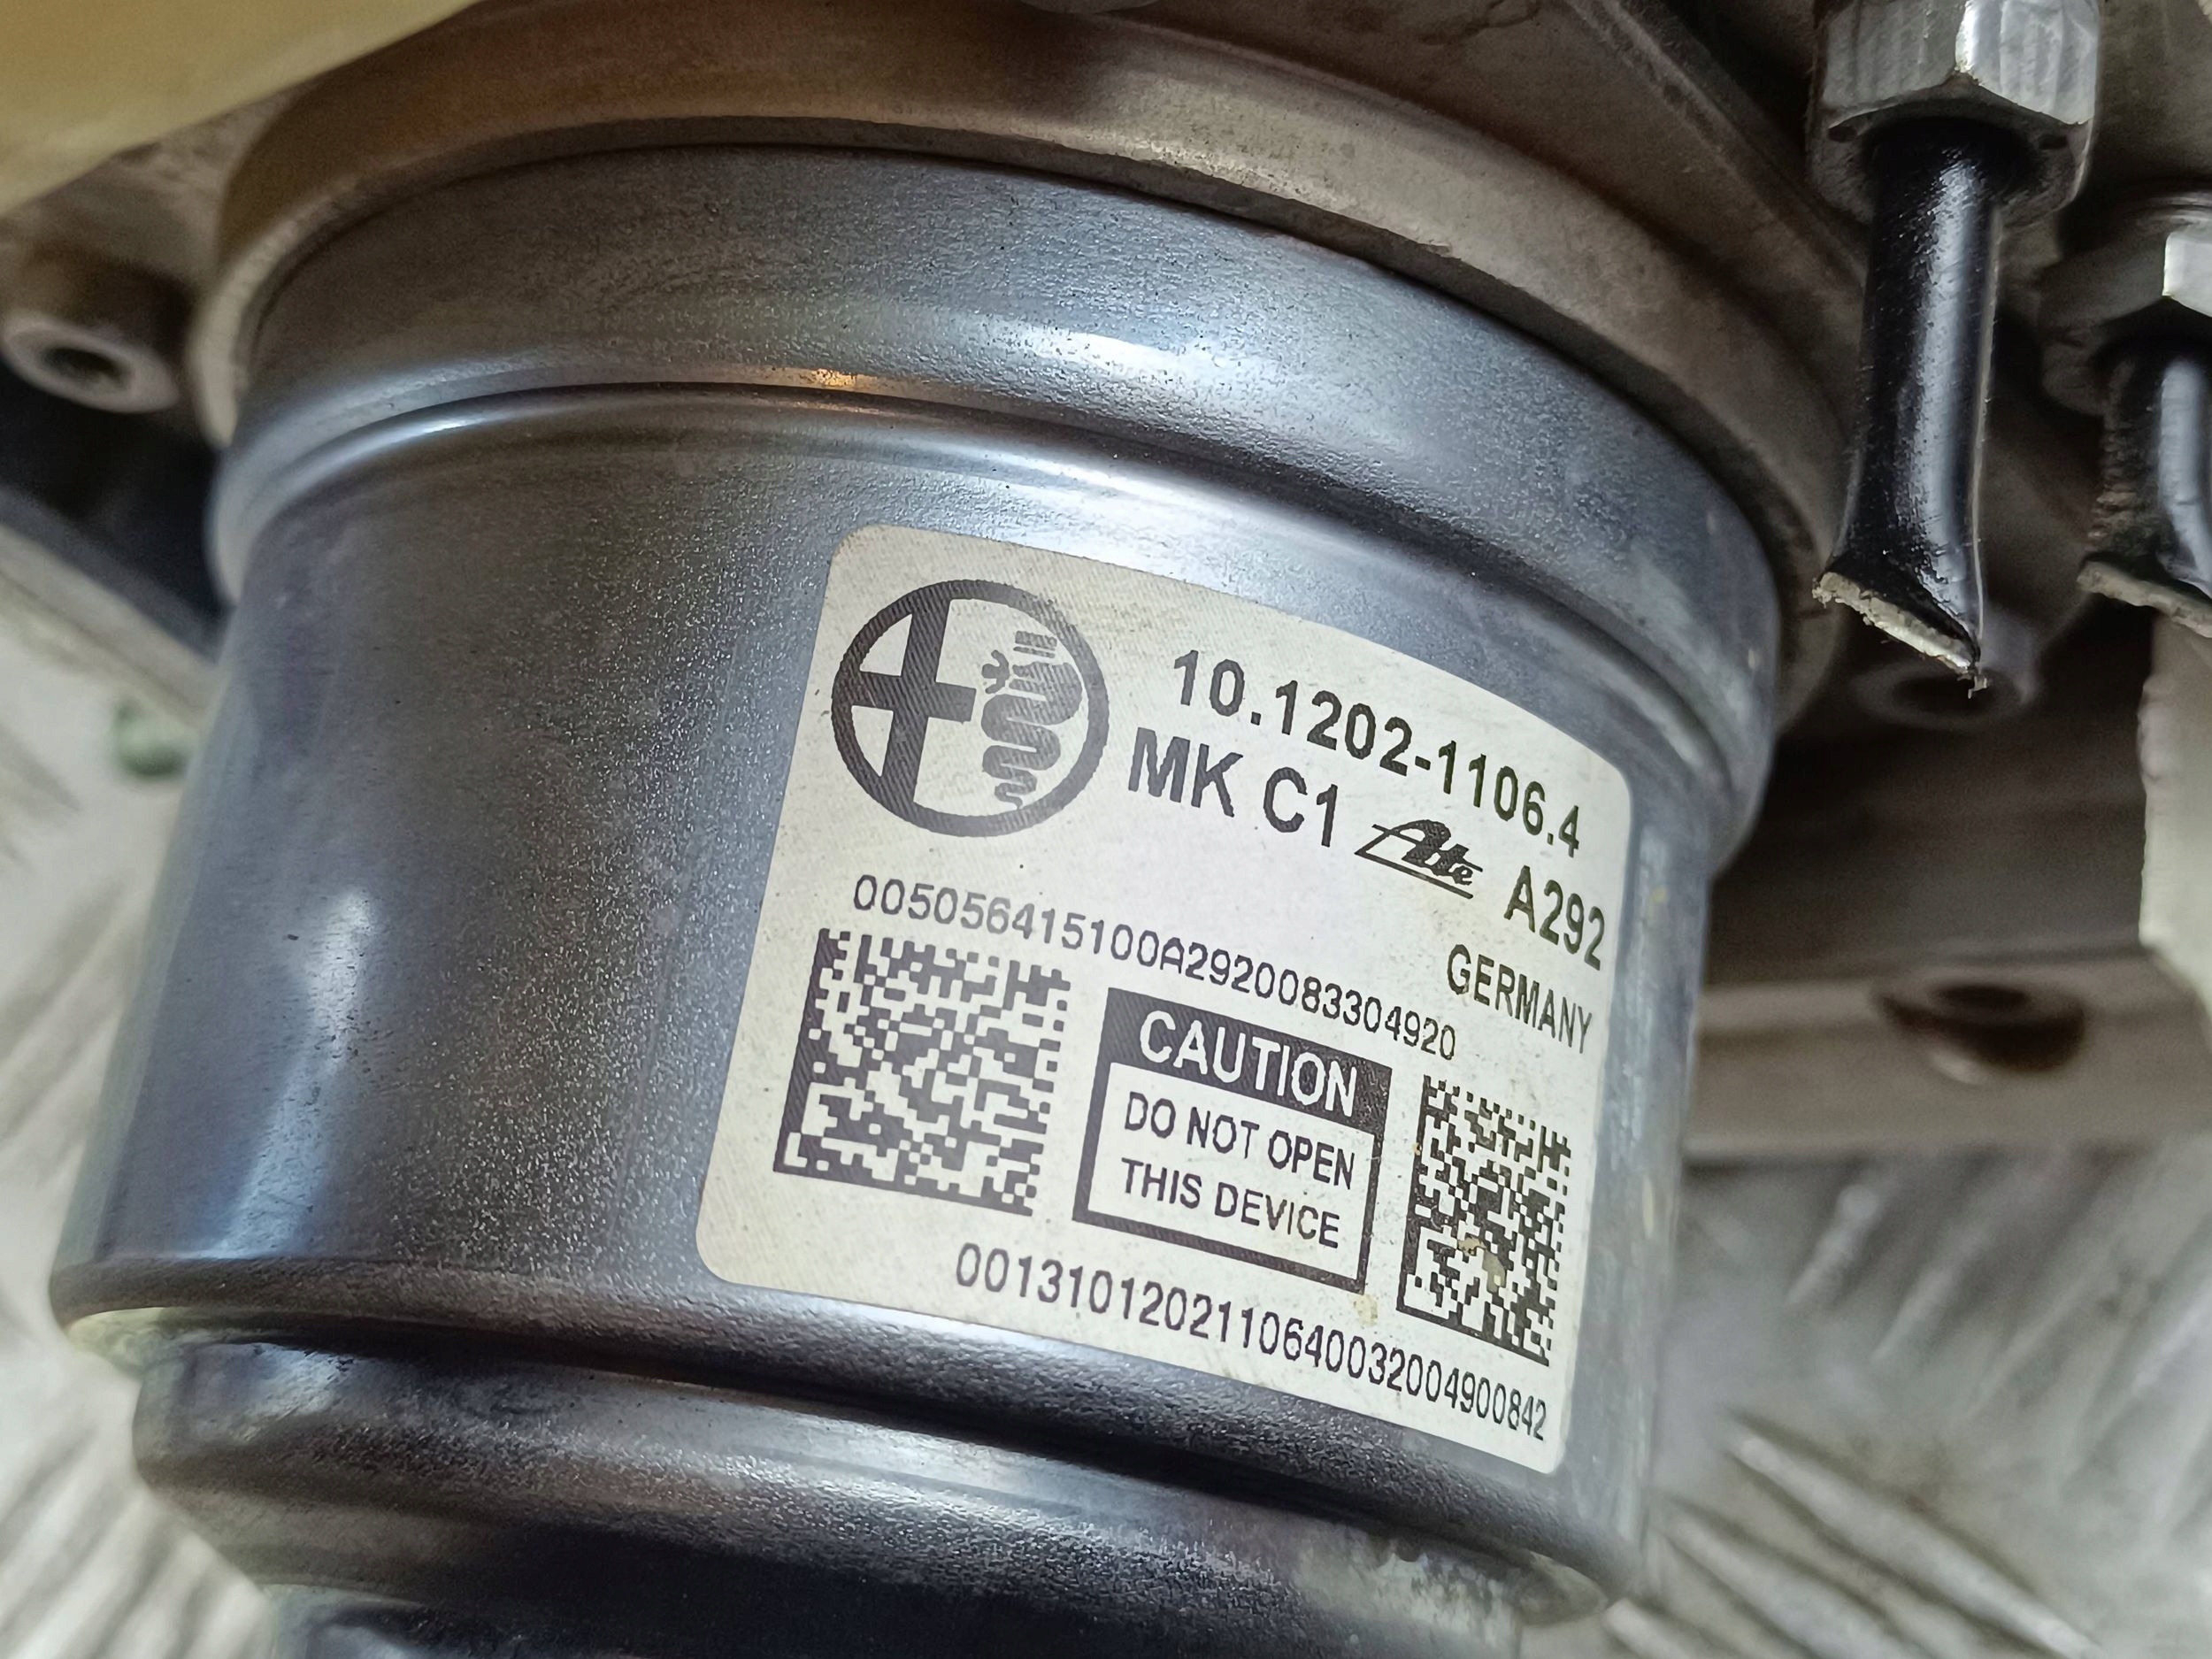 10.1202-1106.4
MK C1 Ate A292
GERMANY
005056415100A2920083304920
CAUTION
DO NOT OPEN
THIS DEVICE
0013101202110640032004900842